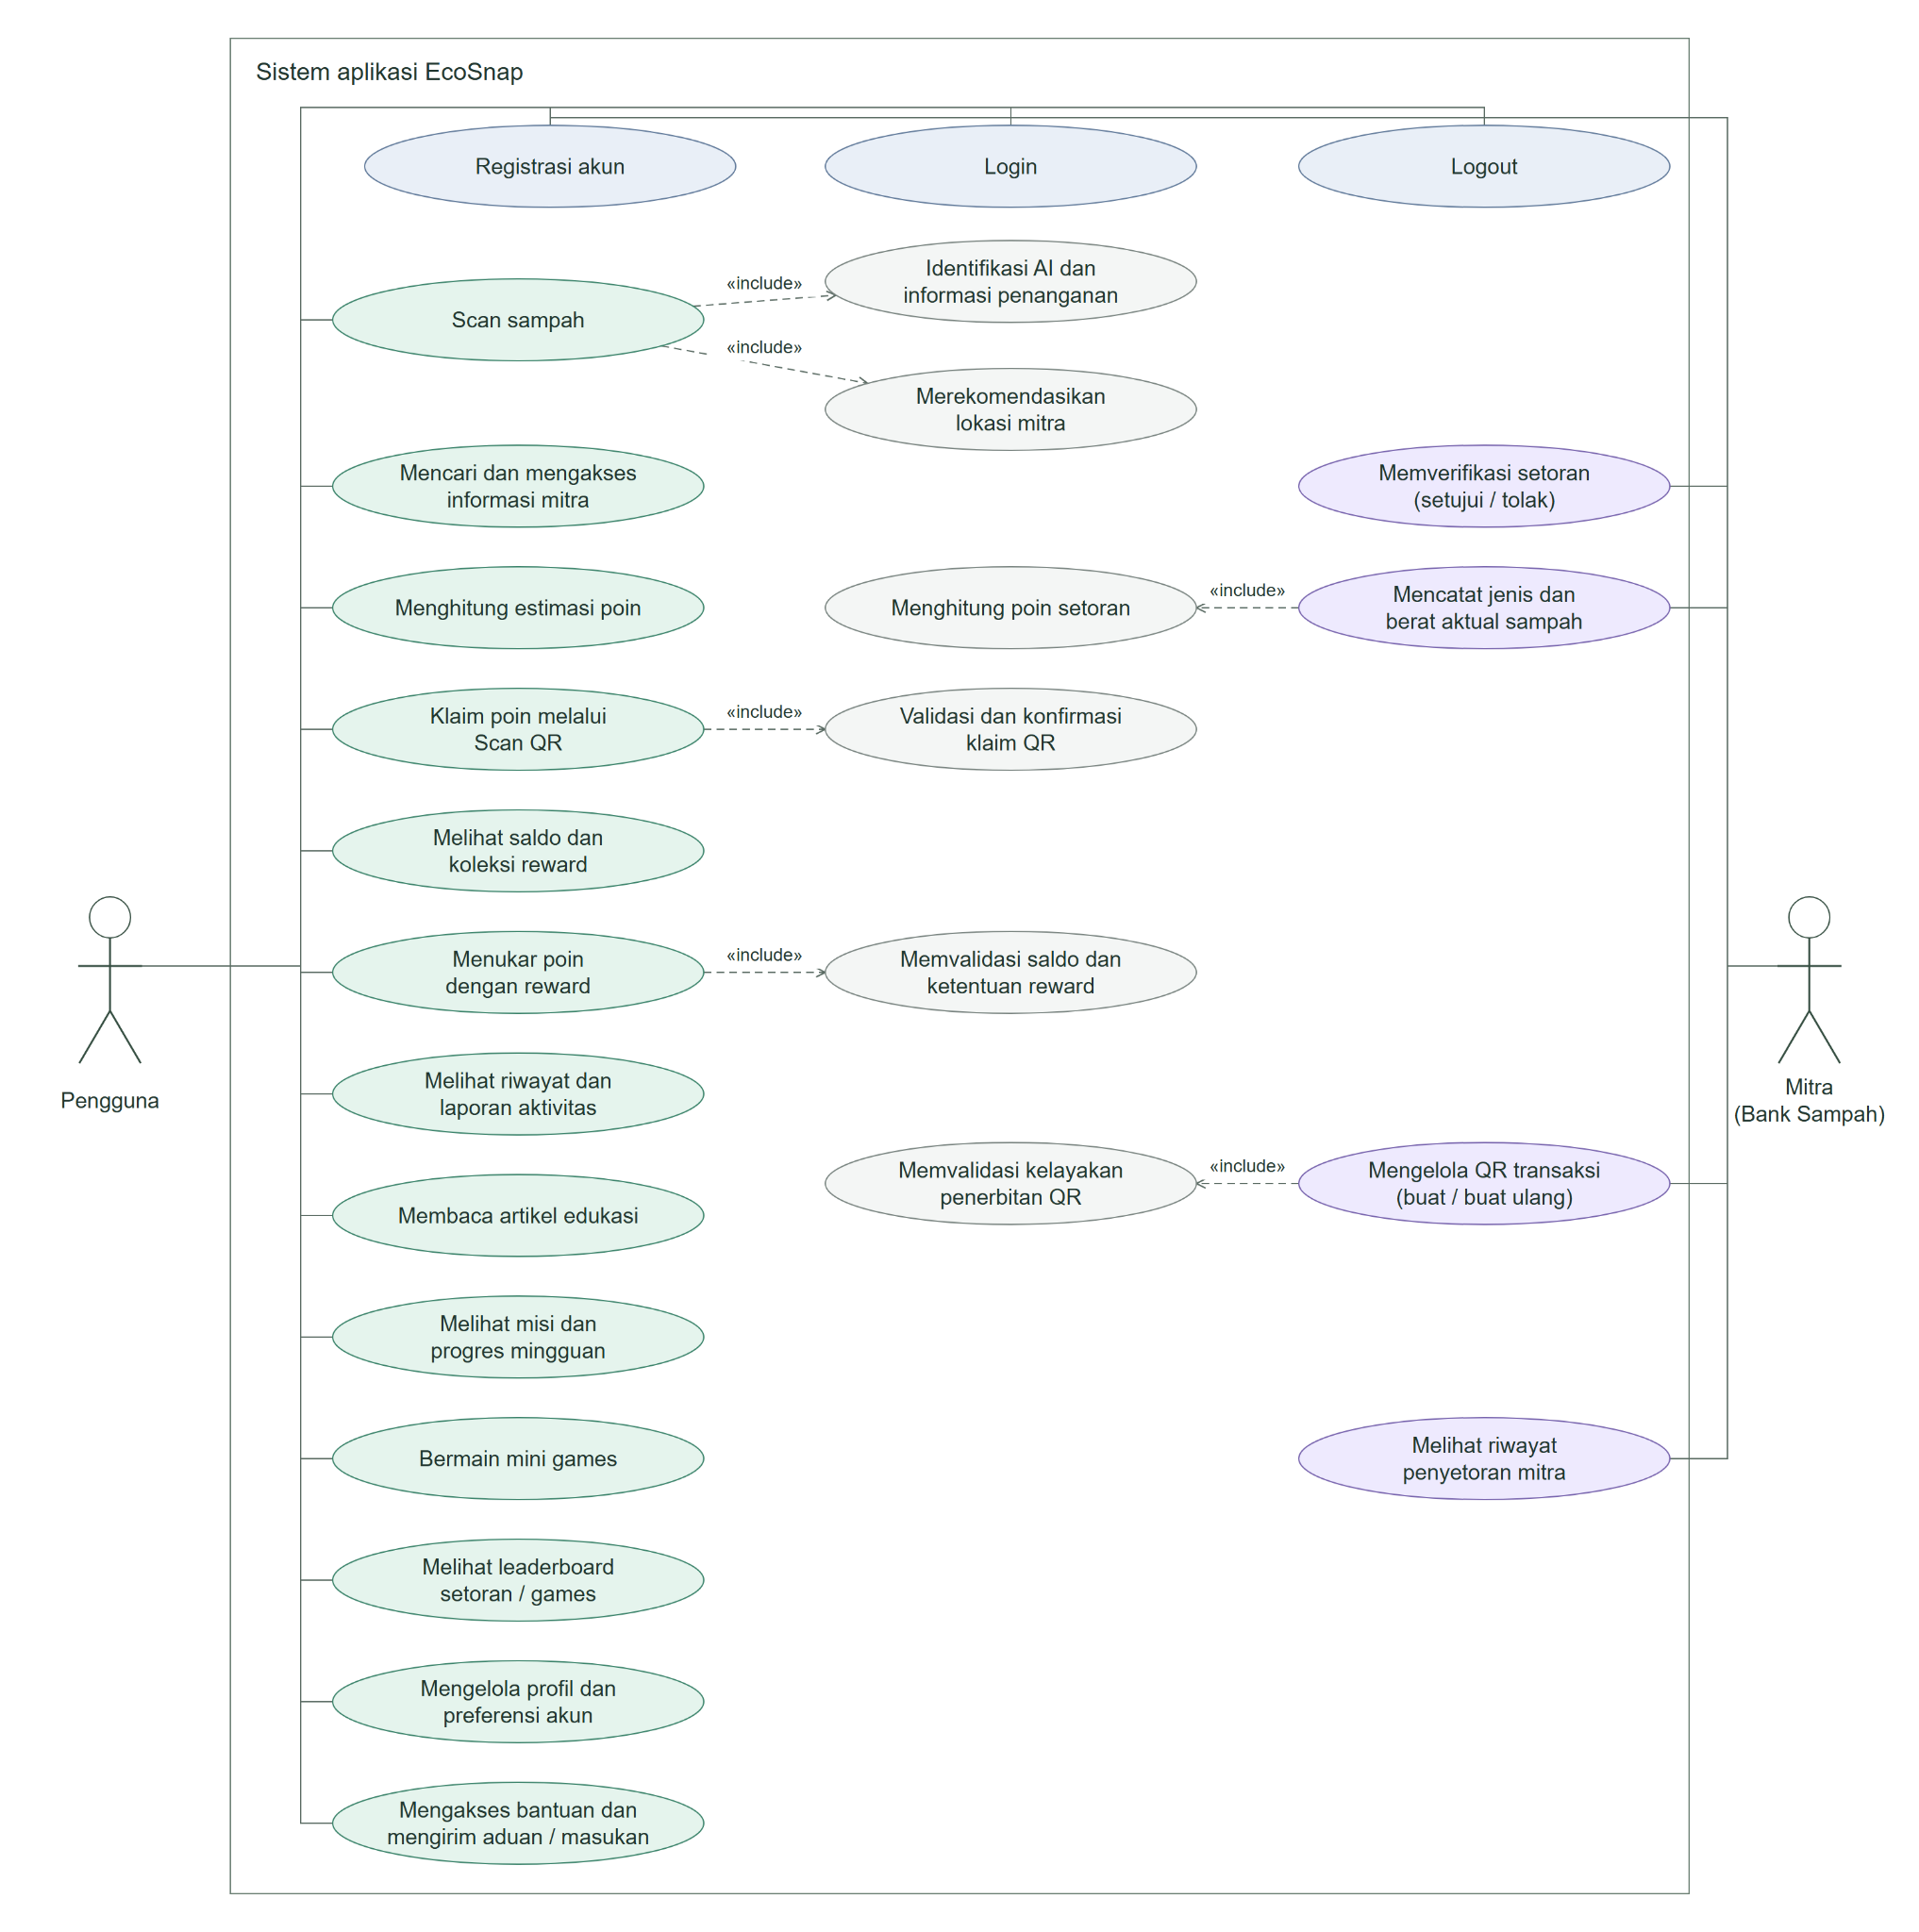 Sistem aplikasi EcoSnap
Registrasi akun
Login
Logout
Scan sampah
«include»
Identifikasi AI dan
informasi penanganan
«include»
Merekomendasikan
lokasi mitra
Mencari dan mengakses
informasi mitra
Memverifikasi setoran
(setujui / tolak)
Menghitung estimasi poin
Menghitung poin setoran
«include»
Mencatat jenis dan
berat aktual sampah
Klaim poin melalui
Scan QR
«include»
Validasi dan konfirmasi
klaim QR
Melihat saldo dan
koleksi reward
Menukar poin
dengan reward
«include»
Memvalidasi saldo dan
ketentuan reward
Pengguna
Melihat riwayat dan
laporan aktivitas
Mitra
(Bank Sampah)
Memvalidasi kelayakan
penerbitan QR
«include»
Mengelola QR transaksi
(buat / buat ulang)
Membaca artikel edukasi
Melihat misi dan
progres mingguan
Bermain mini games
Melihat riwayat
penyetoran mitra
Melihat leaderboard
setoran / games
Mengelola profil dan
preferensi akun
Mengakses bantuan dan
mengirim aduan / masukan